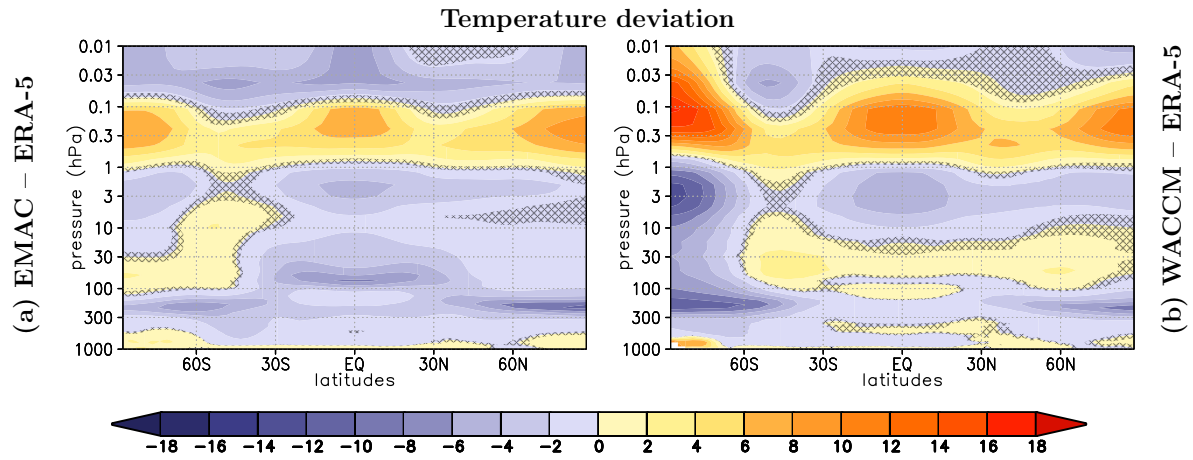 Temperature deviation
(a) EMAC – ERA-5
pressure (hPa)
0.01
0.03
0.1
0.3
1
3
10
30
100
300
1000
60S 30S EQ 30N 60N
latitudes
pressure (hPa)
0.01
0.03
0.1
0.3
1
3
10
30
100
300
1000
60S 30S EQ 30N 60N
latitudes
(b) WACCM – ERA-5
-18 -16 -14 -12 -10 -8 -6 -4 -2 0 2 4 6 8 10 12 14 16 18